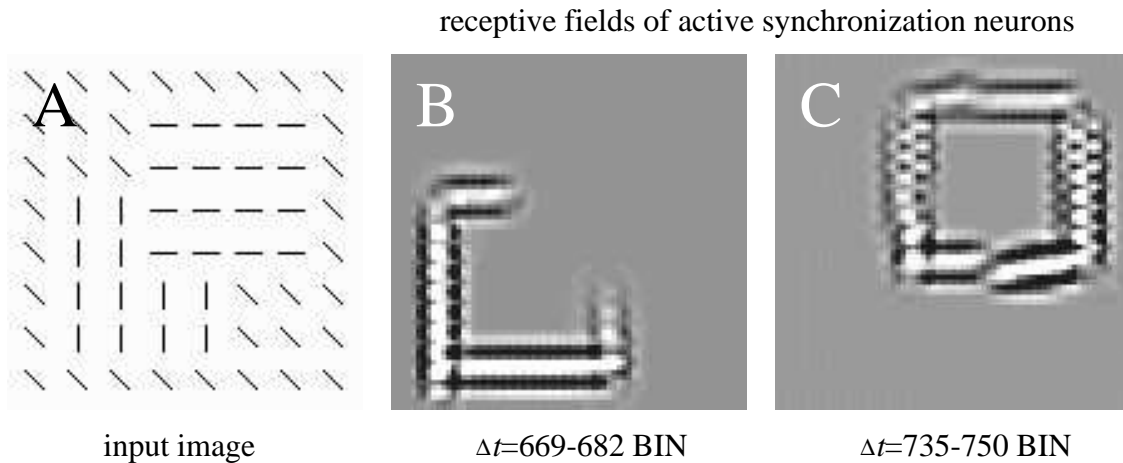 receptive fields of active synchronization neurons
A
B
C
input image
Δt=669-682 BIN
Δt=735-750 BIN